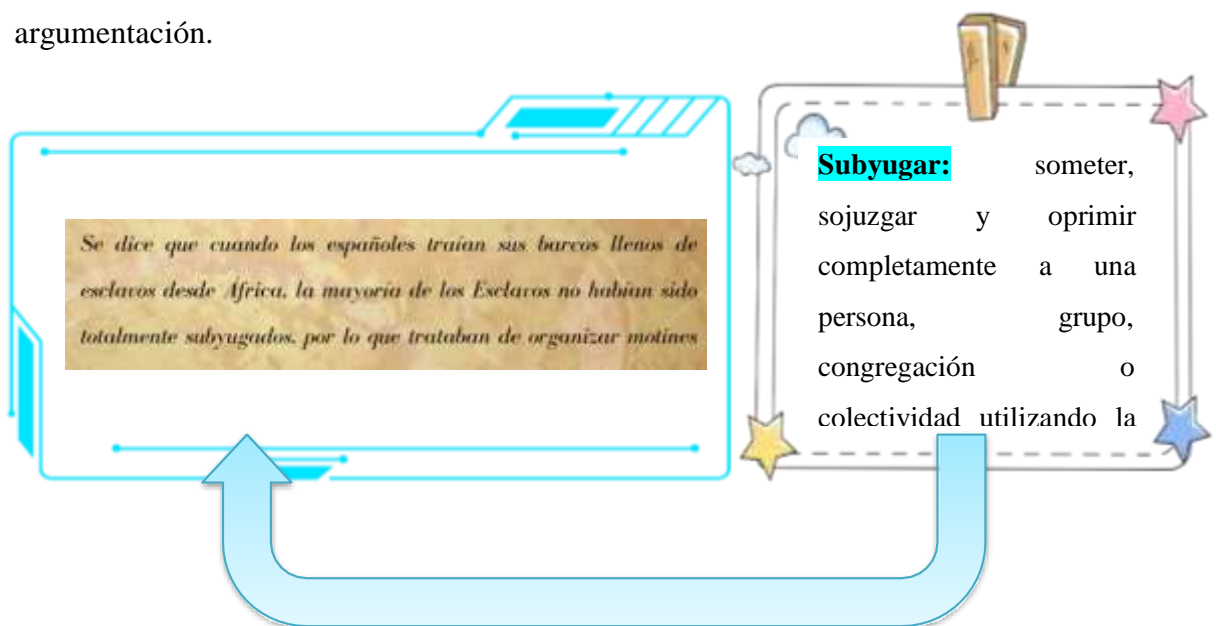 argumentación.
Se dice que cuando los españoles traían sus barcos llenos de
esclavos desde Africa, la mayoría de los Esclavos no habían sido
totalmente subyugados, por lo que trataban de organizar motines
Subyugar: someter,
sojuzgar y oprimir
completamente a una
persona, grupo,
congregación o
colectividad utilizando la